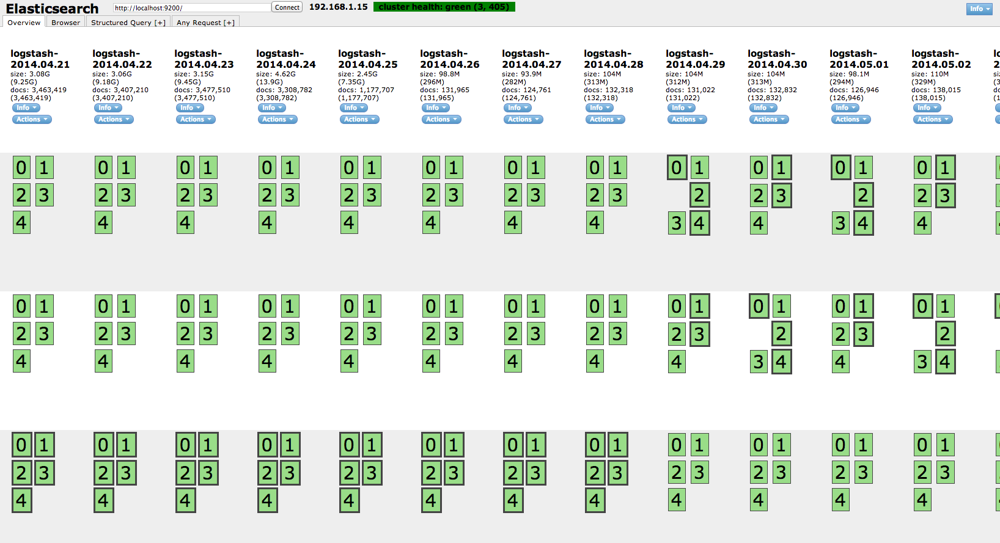 Elasticsearch http://localhost:9200/ Connect 192.168.1.15 cluster health: green (3, 405) Info
Overview Browser Structured Query [+] Any Request [+]
logstash- logstash- logstash- logstash- logstash- logstash- logstash- logstash- logstash- logstash- logstash- logstash-
2014.04.21 2014.04.22 2014.04.23 2014.04.24 2014.04.25 2014.04.26 2014.04.27 2014.04.28 2014.04.29 2014.04.30 2014.05.01 2014.05.02
size: 3.08G size: 3.06G size: 3.15G size: 4.62G size: 2.45G size: 98.8M size: 93.9M size: 104M size: 104M size: 104M size: 98.1M size: 110M
(9.25G) (9.18G) (9.45G) (13.9G) (7.35G) (296M) (282M) (313M) (312M) (313M) (294M) (329M)
docs: 3,463,419 docs: 3,407,210 docs: 3,477,510 docs: 3,308,782 docs: 1,177,707 docs: 131,965 docs: 124,761 docs: 132,318 docs: 131,022 docs: 132,832 docs: 126,946 docs: 138,015
(3,463,419) (3,407,210) (3,477,510) (3,308,782) (1,177,707) (131,965) (124,761) (132,318) (131,022) (132,832) (126,946) (138,015)
Info Info Info Info Info Info Info Info Info Info Info Info
Actions Actions Actions Actions Actions Actions Actions Actions Actions Actions Actions Actions
0 1 0 1 0 1 0 1 0 1 0 1 0 1 0 1 0 1 0 1 0 1 0 1
2 3 2 3 2 3 2 3 2 3 2 3 2 3 2 3 2 2 3 2 2 3
4 4 4 4 4 4 4 4 3 4 4 3 4 4
0 1 0 1 0 1 0 1 0 1 0 1 0 1 0 1 0 1 0 1 0 1 0 1
2 3 2 3 2 3 2 3 2 3 2 3 2 3 2 3 2 3 2 2 3 2
4 4 4 4 4 4 4 4 4 3 4 4 3 4
0 1 0 1 0 1 0 1 0 1 0 1 0 1 0 1 0 1 0 1 0 1 0 1
2 3 2 3 2 3 2 3 2 3 2 3 2 3 2 3 2 3 2 3 2 3 2 3
4 4 4 4 4 4 4 4 4 4 4 4